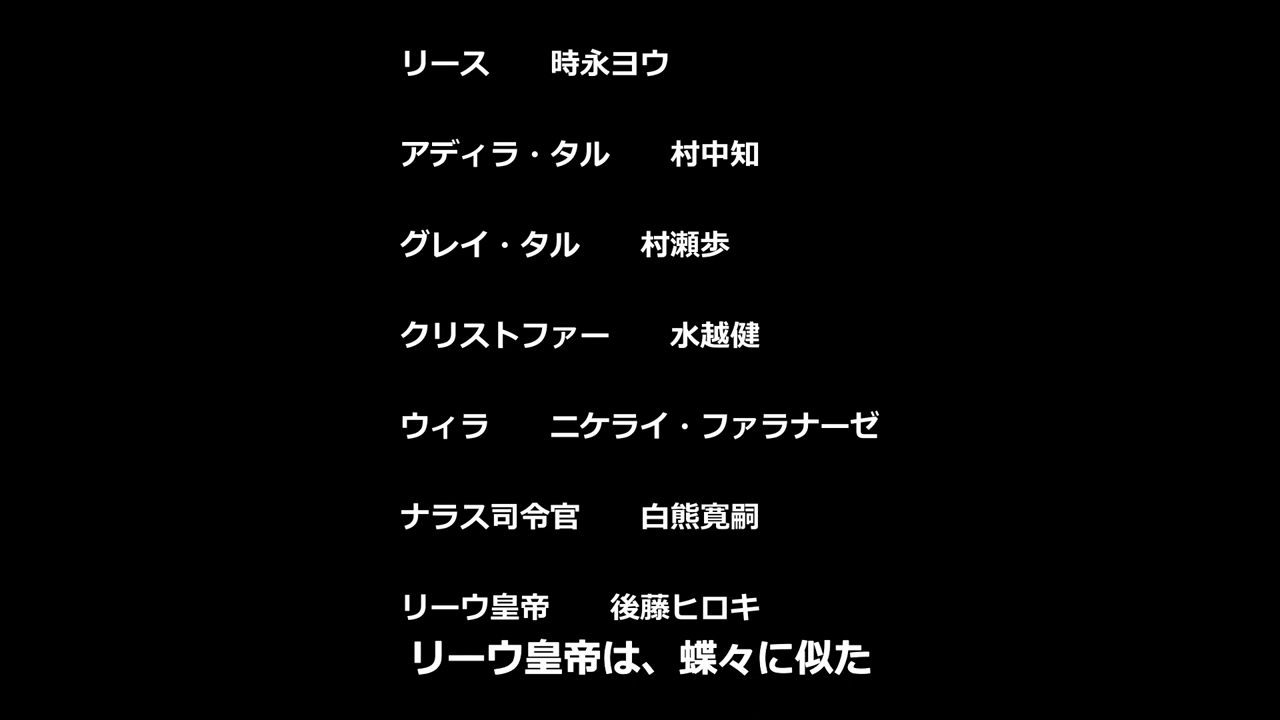 リース　　時永ヨウ
アディラ・タル　　村中知
グレイ・タル　　村瀬歩
クリストファー　　水越健
ウィラ　　ニケライ・ファラナーゼ
ナラス司令官　　白熊寛嗣
リーウ皇帝　　後藤ヒロキ
リーウ皇帝は、蝶々に似た